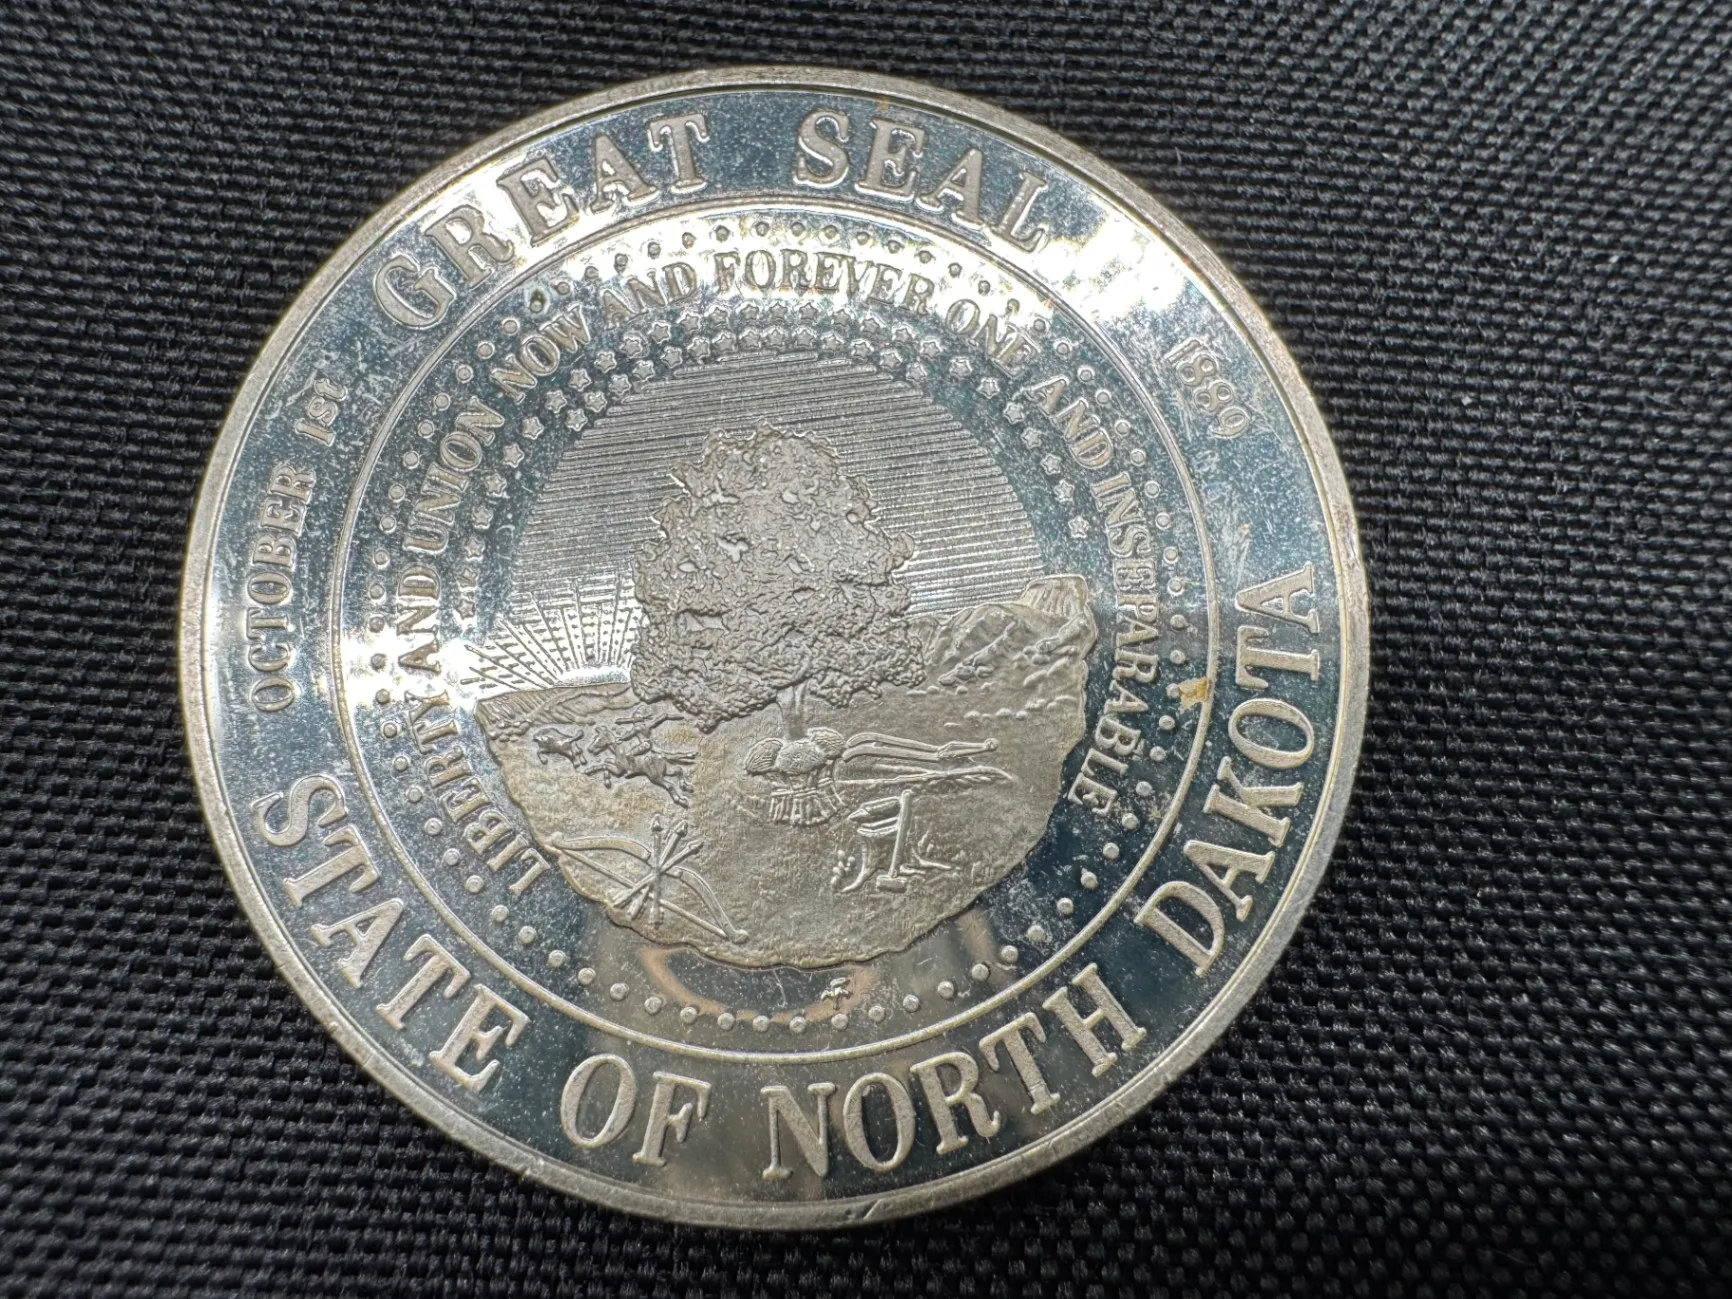 GREAT SEAL
OCTOBER 1st
1889
LIBERTY AND UNION NOW AND FOREVER ONE AND INSEPARABLE
STATE OF NORTH DAKOTA